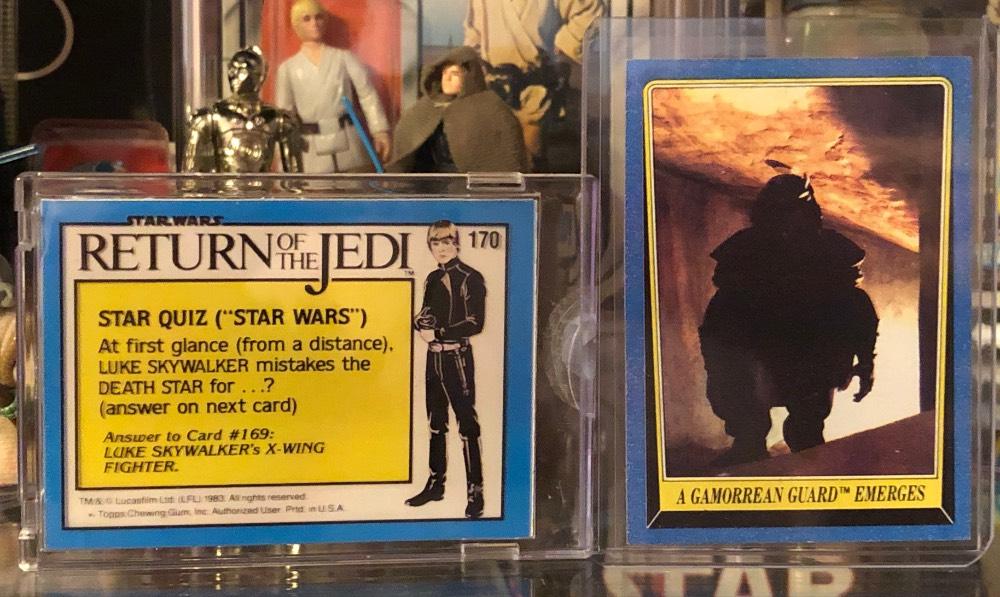 STAR WARS
RETURN OF THE JEDI™
170
STAR QUIZ ("STAR WARS")
At first glance (from a distance),
LUKE SKYWALKER mistakes the
DEATH STAR for ...?
(answer on next card)
Answer to Card #169:
LUKE SKYWALKER's X-WING
FIGHTER.
TM & © Lucasfilm Ltd. (LFL) 1983. All rights reserved.
Topps Chewing Gum, Inc. Authorized User. Prtd. in U.S.A.
A GAMORREAN GUARD™ EMERGES
STAR